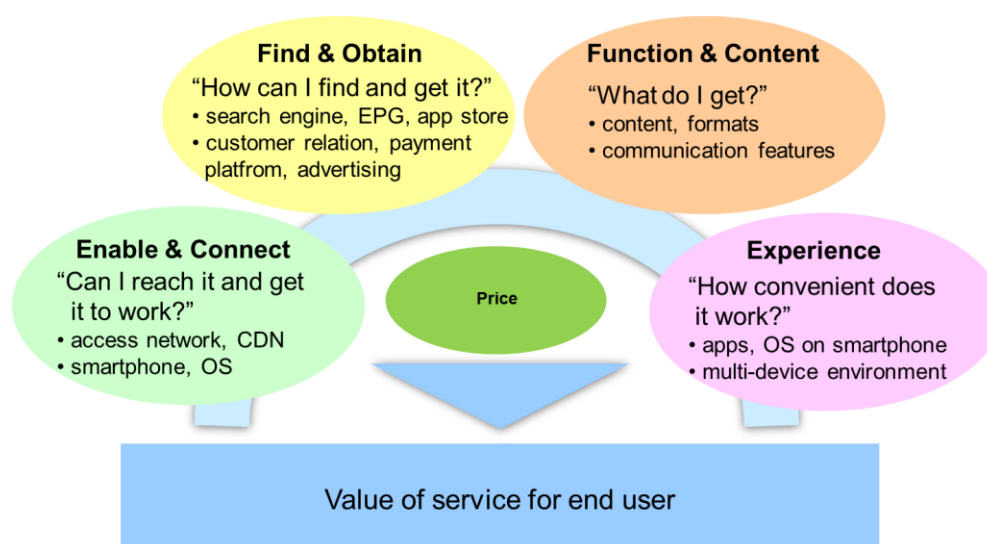 Find & Obtain
“How can I find and get it?”
• search engine, EPG, app store
• customer relation, payment
platfrom, advertising
Function & Content
“What do I get?”
• content, formats
• communication features
Enable & Connect
“Can I reach it and get
it to work?”
• access network, CDN
• smartphone, OS
Price
Experience
“How convenient does
it work?”
• apps, OS on smartphone
• multi-device environment
Value of service for end user